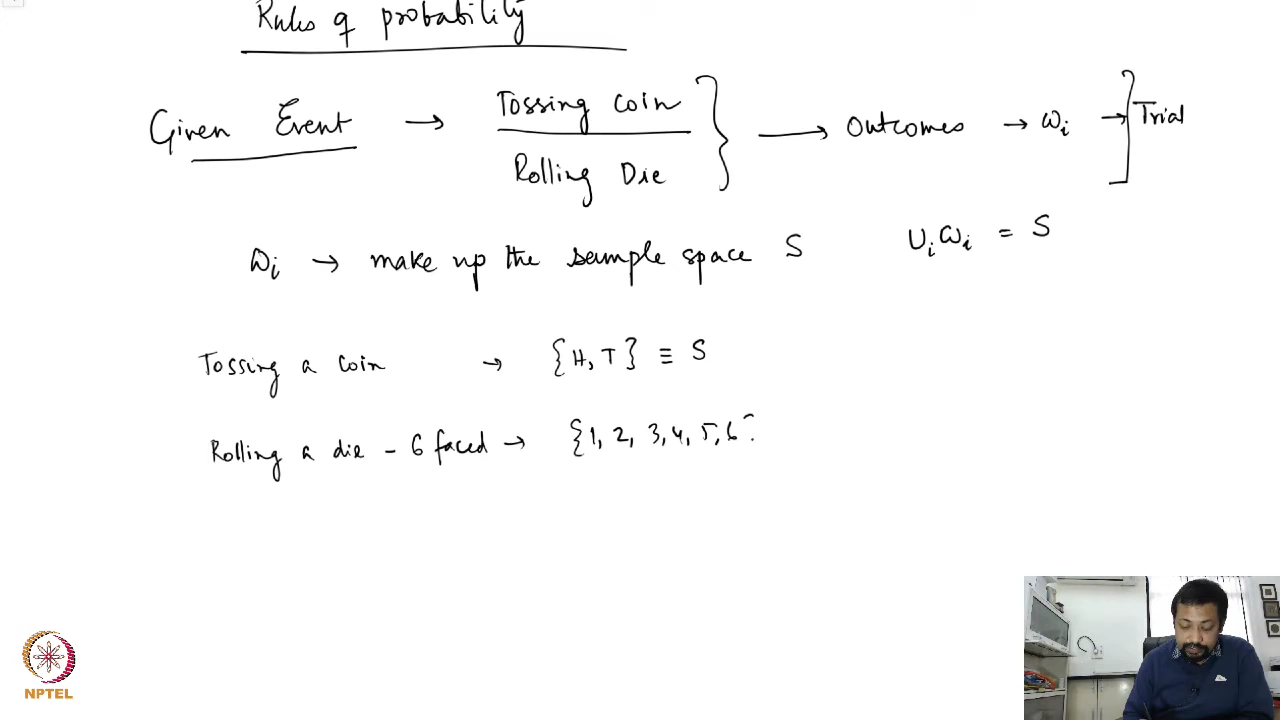 Rules of probability
Given Event → Tossing coin
Rolling Die
→ Outcomes → ωi → Trial
ωi → make up the sample space S
∪i ωi = S
Tossing a coin → {H, T} ≡ S
Rolling a die - 6 faced → {1, 2, 3, 4, 5, 6
NPTEL